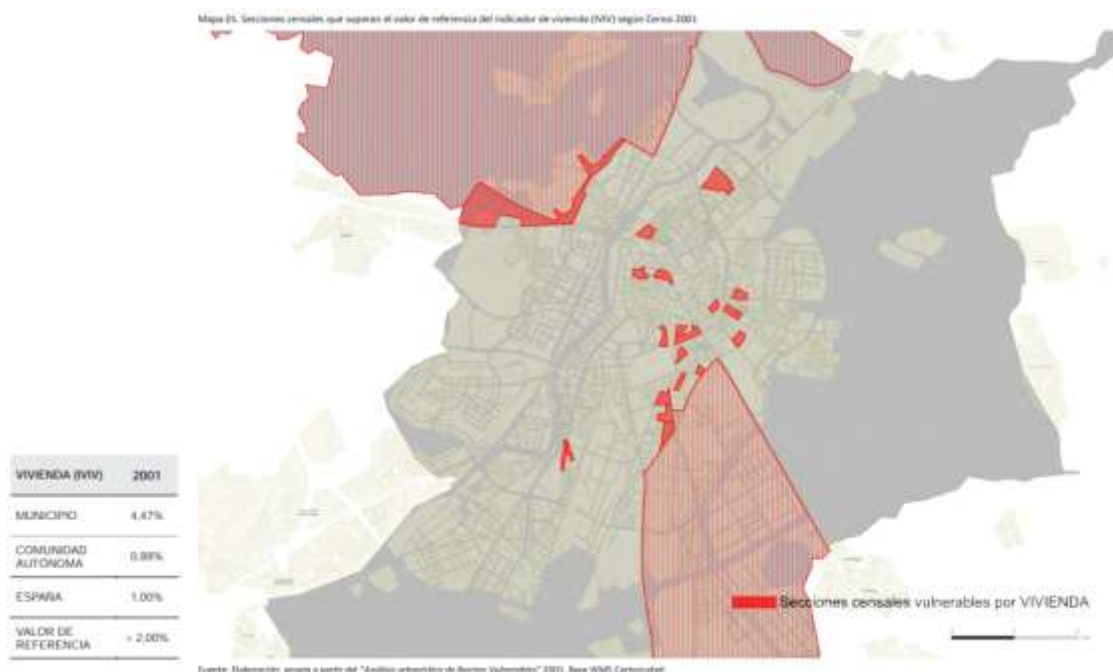 Mapa 01. Secciones censales que superan el valor de referencia del indicador de vivienda (IVIV) según Censo 2001
VIVIENDA (IVIV) 2001
MUNICIPIO 4,47%
COMUNIDAD AUTÓNOMA 0,88%
ESPAÑA 1,00%
VALOR DE REFERENCIA > 2,00%
Secciones censales vulnerables por VIVIENDA
Fuente: Elaboración propia a partir del "Análisis urbanístico de Barrios Vulnerables" 2001. Base WMS Cartociudad